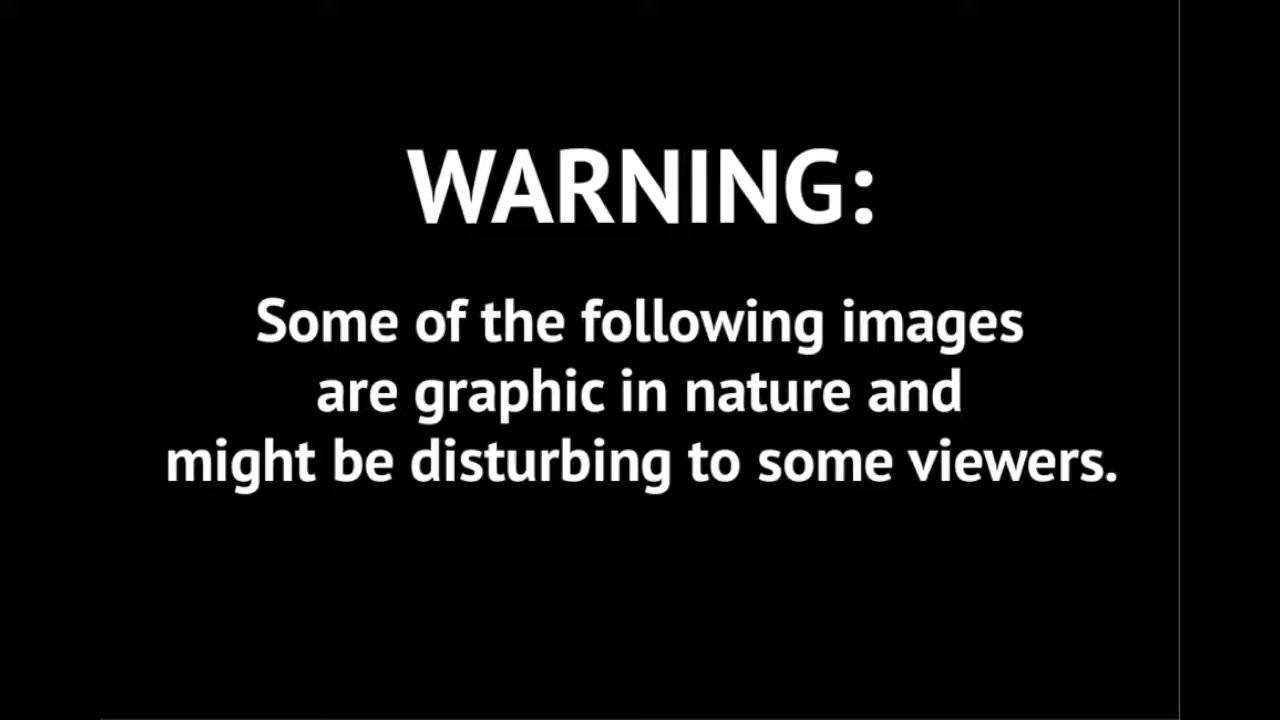 WARNING:
Some of the following images
are graphic in nature and
might be disturbing to some viewers.